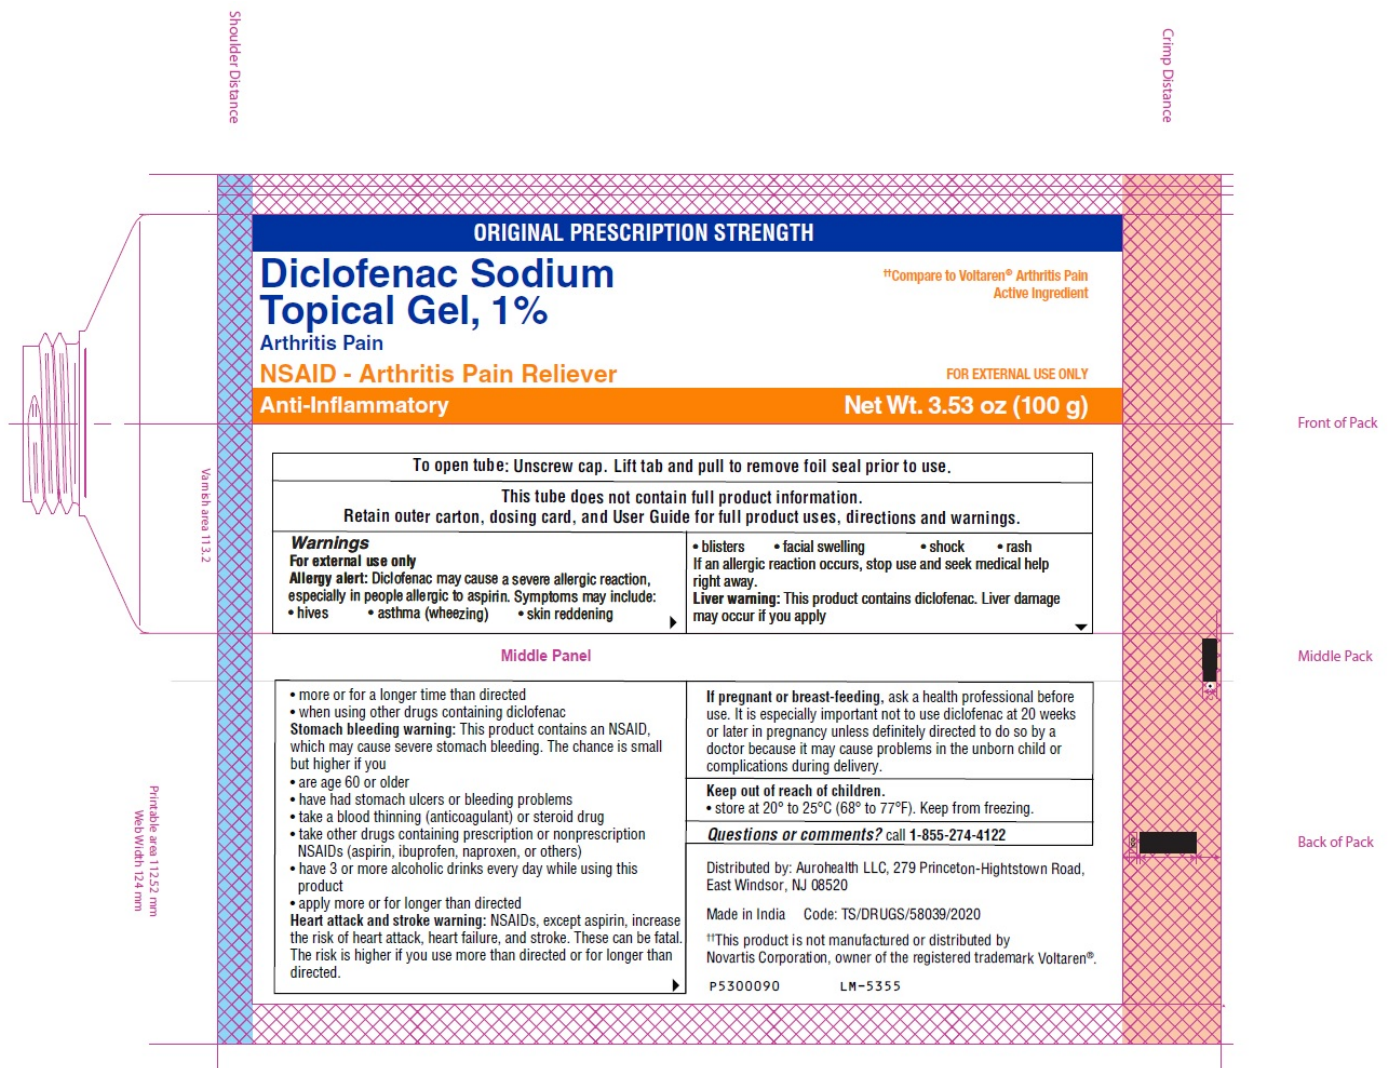 Shoulder Distance
Crimp Distance
ORIGINAL PRESCRIPTION STRENGTH
Diclofenac Sodium
Topical Gel, 1%
Arthritis Pain
††Compare to Voltaren® Arthritis Pain
Active Ingredient
NSAID - Arthritis Pain Reliever
FOR EXTERNAL USE ONLY
Anti-Inflammatory
Net Wt. 3.53 oz (100 g)
Front of Pack
Varnish area 113.2
To open tube: Unscrew cap. Lift tab and pull to remove foil seal prior to use.
This tube does not contain full product information.
Retain outer carton, dosing card, and User Guide for full product uses, directions and warnings.
Warnings
For external use only
Allergy alert: Diclofenac may cause a severe allergic reaction,
especially in people allergic to aspirin. Symptoms may include:
• hives • asthma (wheezing) • skin reddening
• blisters • facial swelling • shock • rash
If an allergic reaction occurs, stop use and seek medical help
right away.
Liver warning: This product contains diclofenac. Liver damage
may occur if you apply
Middle Panel
Middle Pack
• more or for a longer time than directed
• when using other drugs containing diclofenac
Stomach bleeding warning: This product contains an NSAID,
which may cause severe stomach bleeding. The chance is small
but higher if you
• are age 60 or older
• have had stomach ulcers or bleeding problems
• take a blood thinning (anticoagulant) or steroid drug
• take other drugs containing prescription or nonprescription
NSAIDs (aspirin, ibuprofen, naproxen, or others)
• have 3 or more alcoholic drinks every day while using this
product
• apply more or for longer than directed
Heart attack and stroke warning: NSAIDs, except aspirin, increase
the risk of heart attack, heart failure, and stroke. These can be fatal.
The risk is higher if you use more than directed or for longer than
directed.
If pregnant or breast-feeding, ask a health professional before
use. It is especially important not to use diclofenac at 20 weeks
or later in pregnancy unless definitely directed to do so by a
doctor because it may cause problems in the unborn child or
complications during delivery.
Keep out of reach of children.
• store at 20° to 25°C (68° to 77°F). Keep from freezing.
Questions or comments? call 1-855-274-4122
Distributed by: Aurohealth LLC, 279 Princeton-Hightstown Road,
East Windsor, NJ 08520
Made in India Code: TS/DRUGS/58039/2020
††This product is not manufactured or distributed by
Novartis Corporation, owner of the registered trademark Voltaren®.
P5300090 LM-5355
Back of Pack
Printable area 112.52 mm
Web Width 124 mm